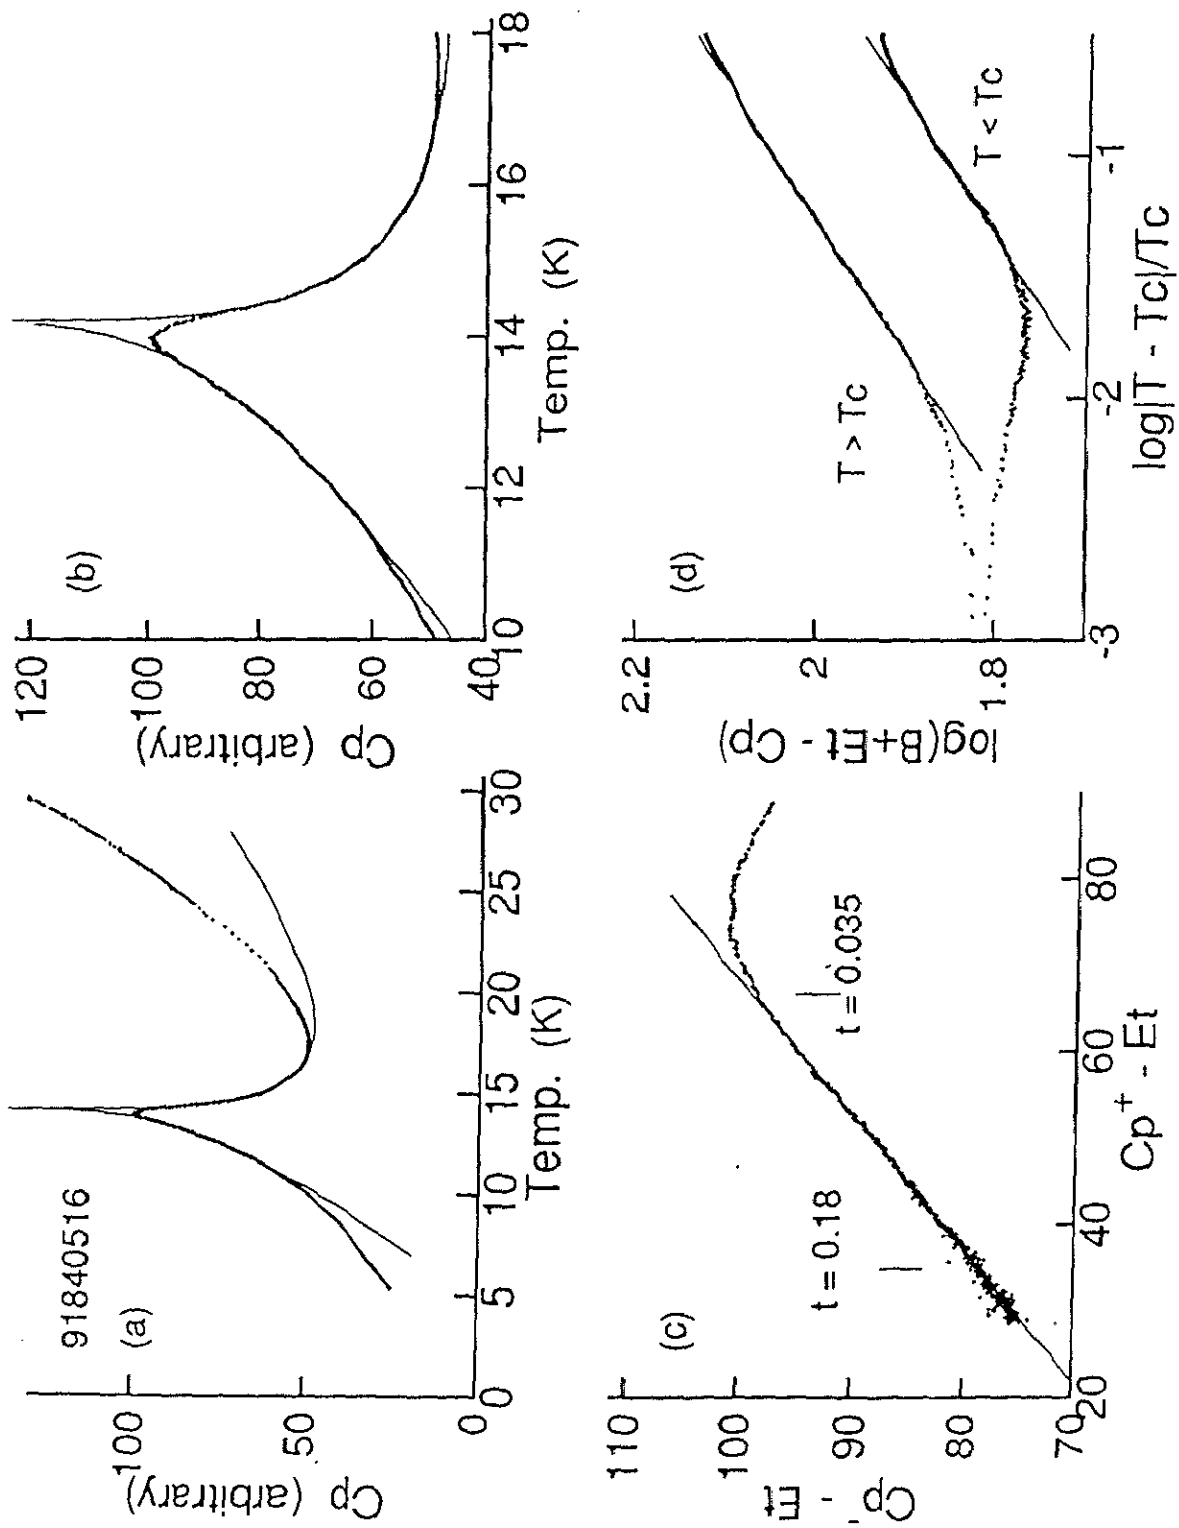 91840516
(a)
100
50
0
0
5
10
15
20
25
30
Cp (arbitrary)
Temp. (K)
(b)
120
100
80
60
40
10
12
14
16
18
Cp (arbitrary)
Temp. (K)
(c)
110
100
90
80
70
20
40
60
80
t = 0.18
t = 0.035
Cp⁻ - Et
Cp⁺ - Et
(d)
2.2
2
1.8
-3
-2
-1
T > Tc
T < Tc
log(B+Et - Cp)
log|T - Tc|/Tc